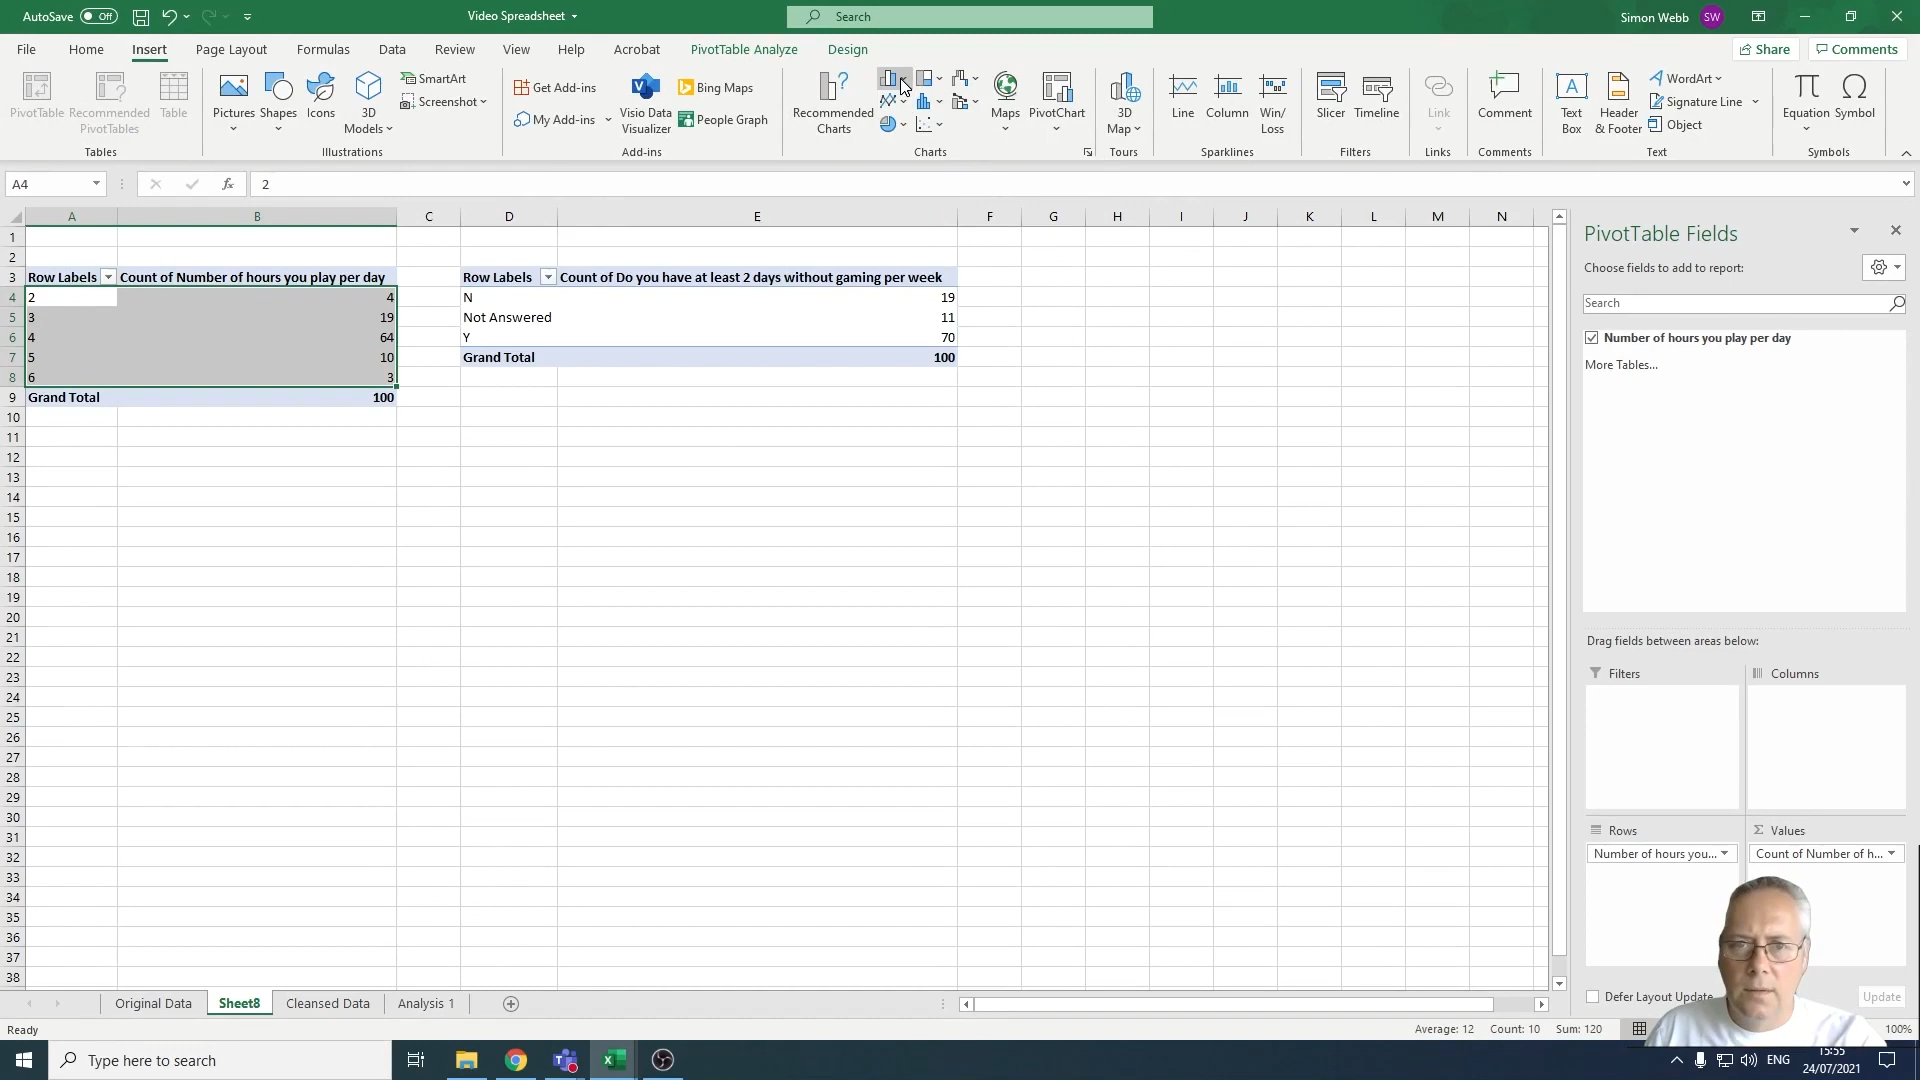 AutoSave Off
Video Spreadsheet
Search
Simon Webb SW
File Home Insert Page Layout Formulas Data Review View Help Acrobat PivotTable Analyze Design
Share Comments
PivotTable
Recommended PivotTables
Table
Tables
Pictures
Shapes
Icons
3D Models
SmartArt
Screenshot
Illustrations
Get Add-ins
My Add-ins
Visio Data Visualizer
Bing Maps
People Graph
Add-ins
Recommended Charts
Maps
PivotChart
Charts
3D Map
Tours
Line
Column
Win/ Loss
Sparklines
Slicer
Timeline
Filters
Link
Links
Comment
Comments
Text Box
Header & Footer
WordArt
Signature Line
Object
Text
Equation
Symbol
Symbols
A4 fx 2
A B C D E F G H I J K L M N
1
2
3 Row Labels Count of Number of hours you play per day Row Labels Count of Do you have at least 2 days without gaming per week
4 2 4 N 19
5 3 19 Not Answered 11
6 4 64 Y 70
7 5 10 Grand Total 100
8 6 3
9 Grand Total 100
10
11
12
13
14
15
16
17
18
19
20
21
22
23
24
25
26
27
28
29
30
31
32
33
34
35
36
37
38
PivotTable Fields
Choose fields to add to report:
Search
Number of hours you play per day
More Tables...
Drag fields between areas below:
Filters
Columns
Rows
Values
Number of hours you...
Count of Number of h...
Defer Layout Update
Update
Original Data Sheet8 Cleansed Data Analysis 1
Ready
Average: 12 Count: 10 Sum: 120
100%
Type here to search
ENG
15:55
24/07/2021